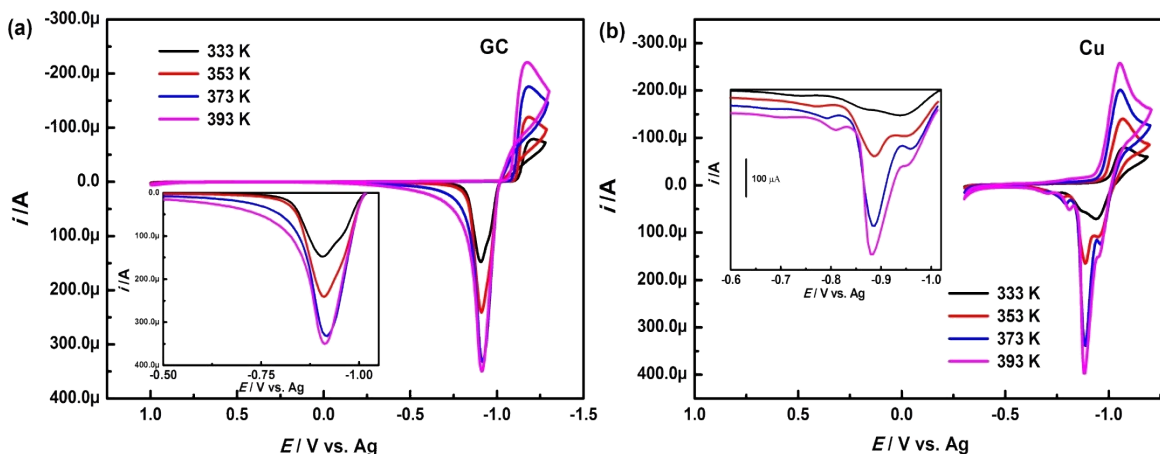 (a)
GC
333 K
353 K
373 K
393 K
-300.0µ
-200.0µ
-100.0µ
0.0
100.0µ
200.0µ
300.0µ
400.0µ
i /A
1.0
0.5
0.0
-0.5
-1.0
-1.5
E / V vs. Ag
0.0
100.0µ
200.0µ
300.0µ
400.0µ
i /A
-0.50
-0.75
-1.00
E / V vs. Ag
(b)
Cu
-300.0µ
-200.0µ
-100.0µ
0.0
100.0µ
200.0µ
300.0µ
400.0µ
i /A
1.0
0.5
0.0
-0.5
-1.0
E / V vs. Ag
333 K
353 K
373 K
393 K
i /A
100 µA
-0.6
-0.7
-0.8
-0.9
-1.0
E / V vs. Ag